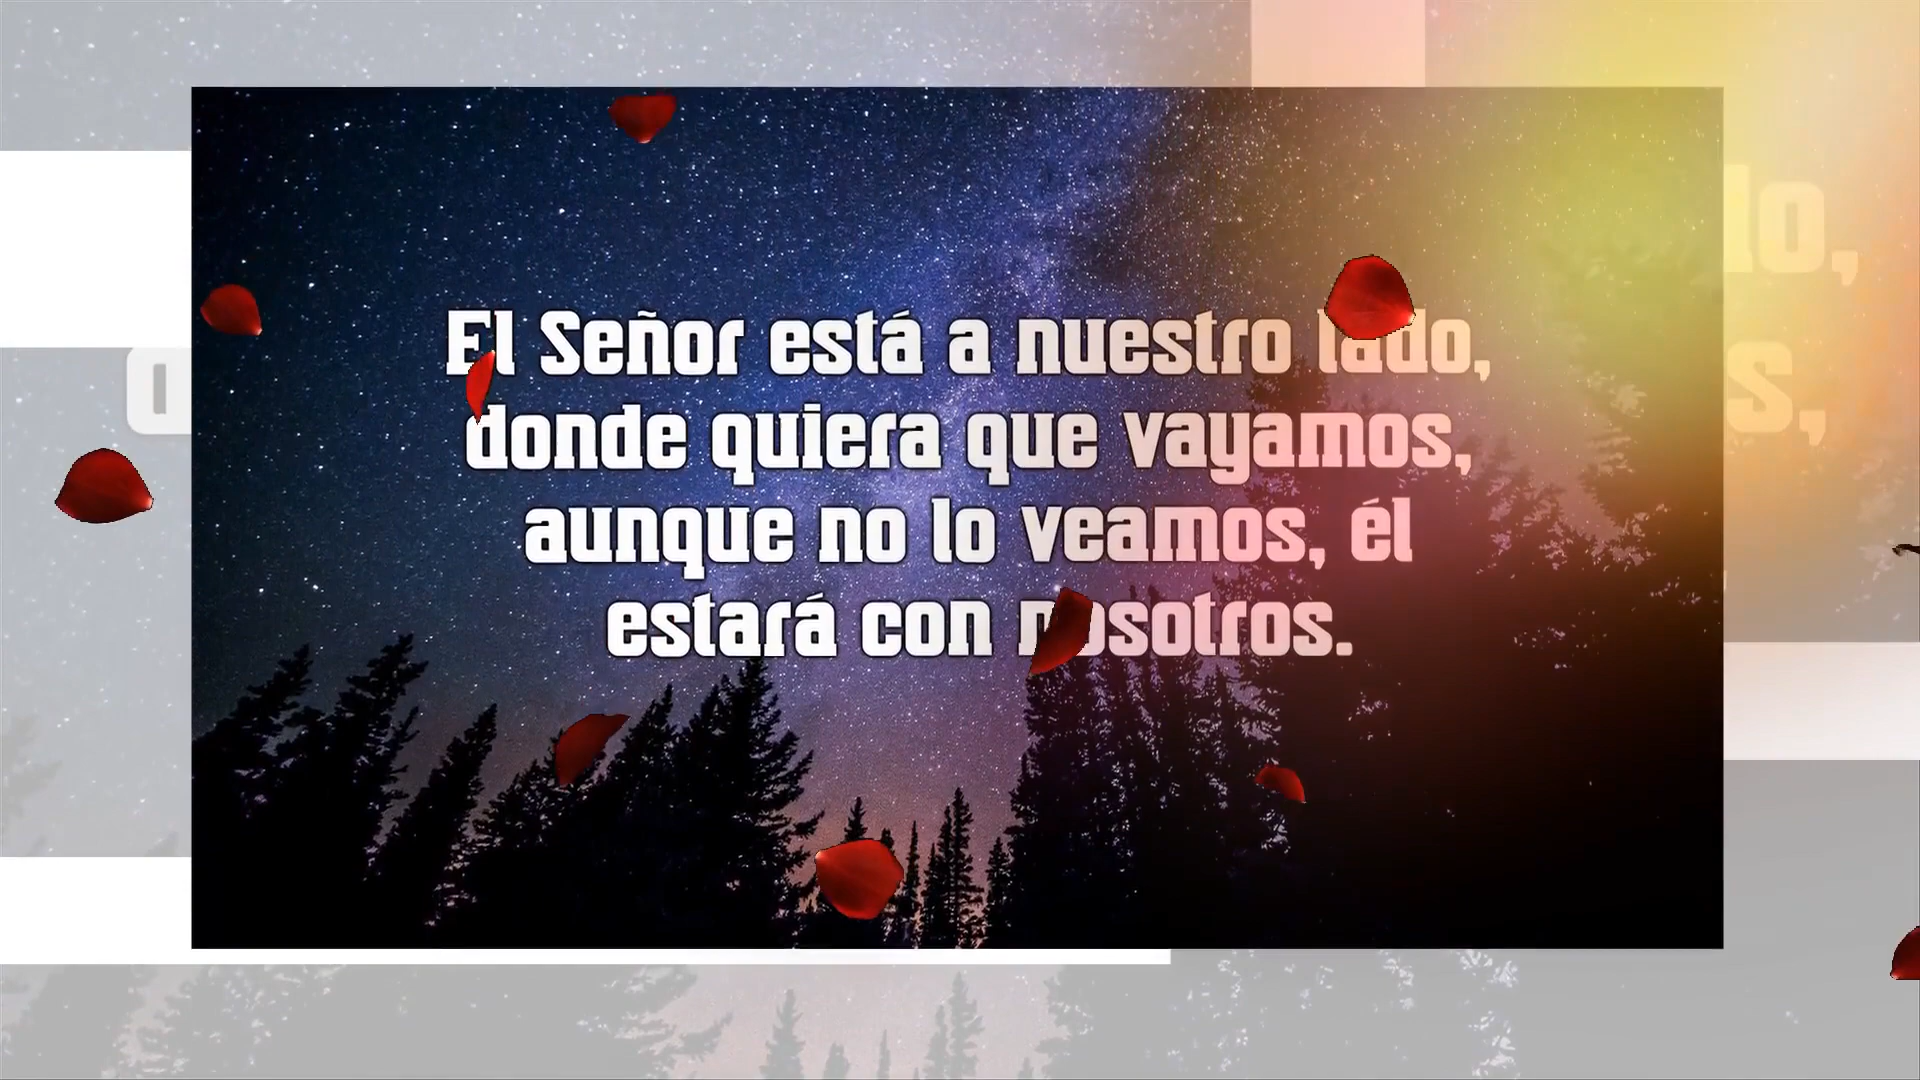 El Señor está a nuestro lado,
donde quiera que vayamos,
aunque no lo veamos, él
estará con nosotros.